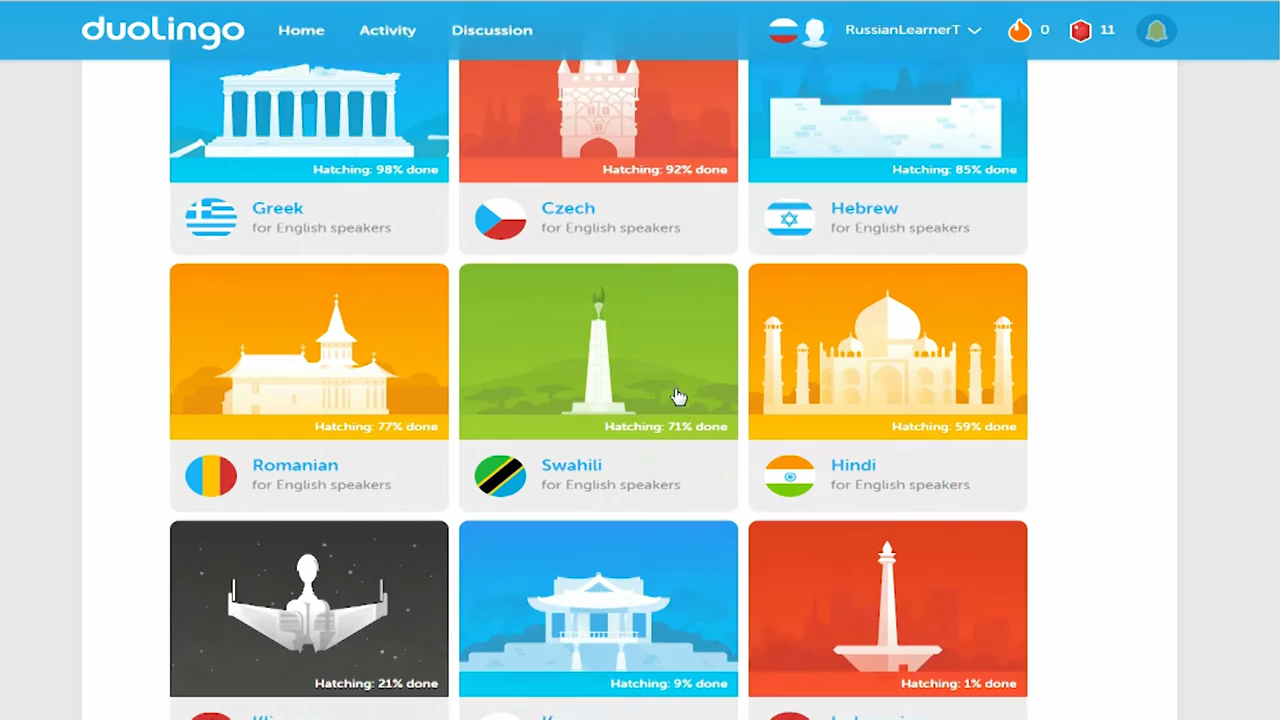 duolingo
Home
Activity
Discussion
RussianLearnerT
0
11
Hatching: 98% done
Hatching: 92% done
Hatching: 85% done
Greek
for English speakers
Czech
for English speakers
Hebrew
for English speakers
Hatching: 77% done
Hatching: 71% done
Hatching: 59% done
Romanian
for English speakers
Swahili
for English speakers
Hindi
for English speakers
Hatching: 21% done
Hatching: 9% done
Hatching: 1% done